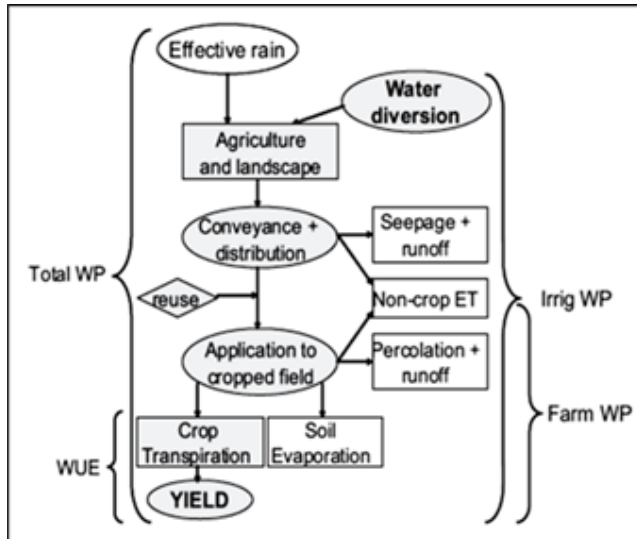 Effective rain
Water
diversion
Agriculture
and landscape
Conveyance +
distribution
Seepage +
runoff
Total WP
reuse
Non-crop ET
Irrig WP
Application to
cropped field
Percolation +
runoff
Farm WP
Crop
Transpiration
Soil
Evaporation
WUE
YIELD